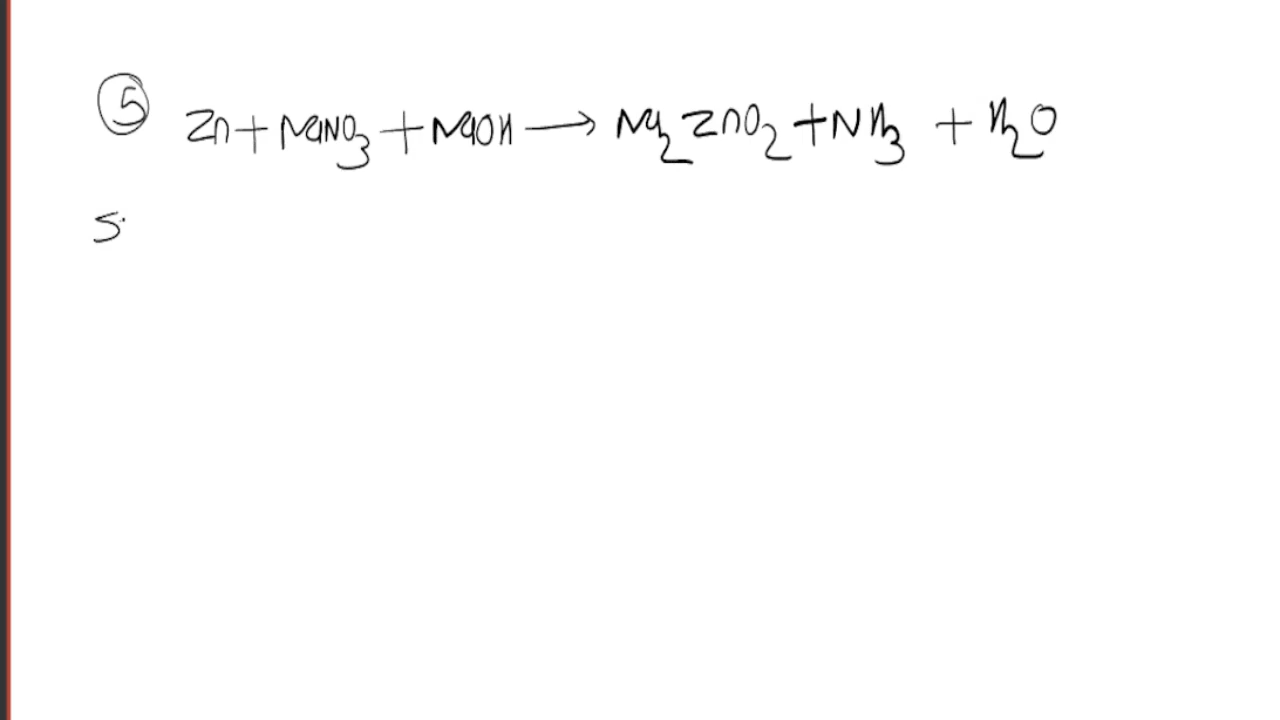 ⑤ Zn + NaNO₃ + NaOH → Na₂ZnO₂ + NH₃ + H₂O
S